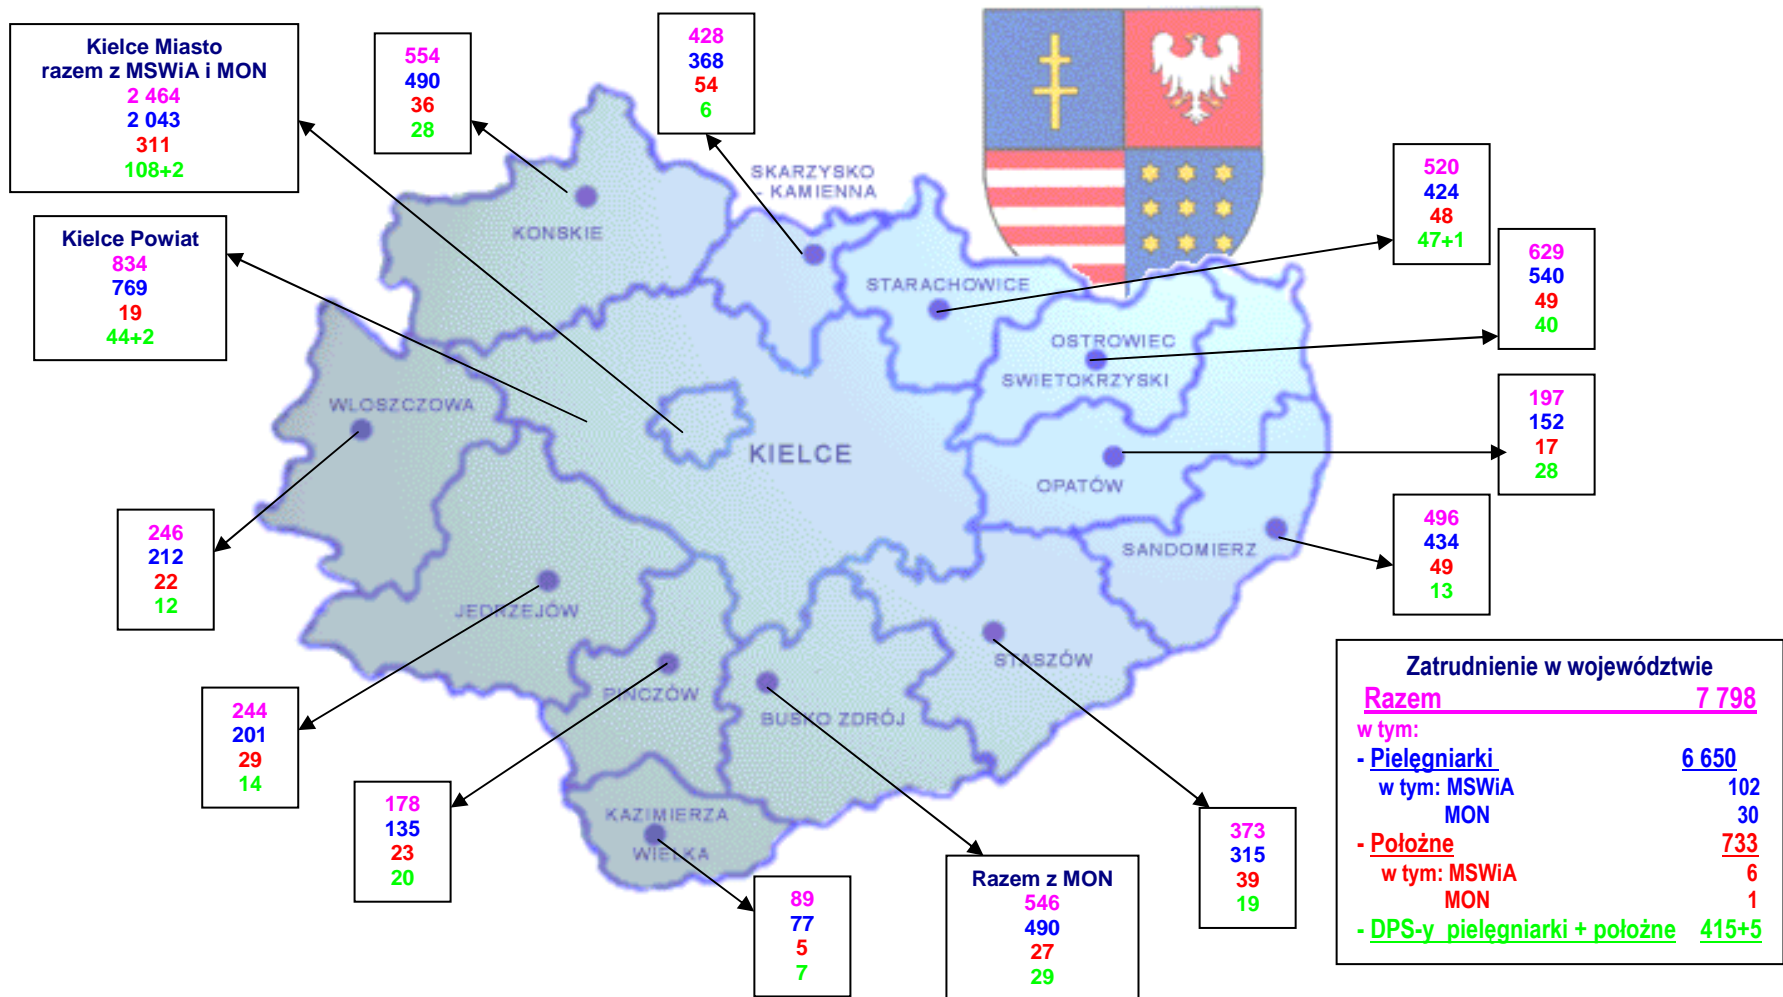 Kielce Miasto
razem z MSWiA i MON
2 464
2 043
311
108+2
554
490
36
28
428
368
54
6
520
424
48
47+1
Kielce Powiat
834
769
19
44+2
629
540
49
40
197
152
17
28
496
434
49
13
246
212
22
12
244
201
29
14
178
135
23
20
89
77
5
7
Razem z MON
546
490
27
29
373
315
39
19
SKARZYSKO
- KAMIENNA
KONSKIE
STARACHOWICE
OSTROWIEC
SWIETOKRZYSKI
WLOSZCZOWA
KIELCE
OPATÓW
SANDOMIERZ
JEDRZEJÓW
STASZÓW
PINCZÓW
BUSKO ZDRÓJ
KAZIMIERZA
WIELKA
Zatrudnienie w województwie
Razem 7 798
w tym:
- Pielęgniarki 6 650
w tym: MSWiA 102
MON 30
- Położne 733
w tym: MSWiA 6
MON 1
- DPS-y pielęgniarki + położne 415+5